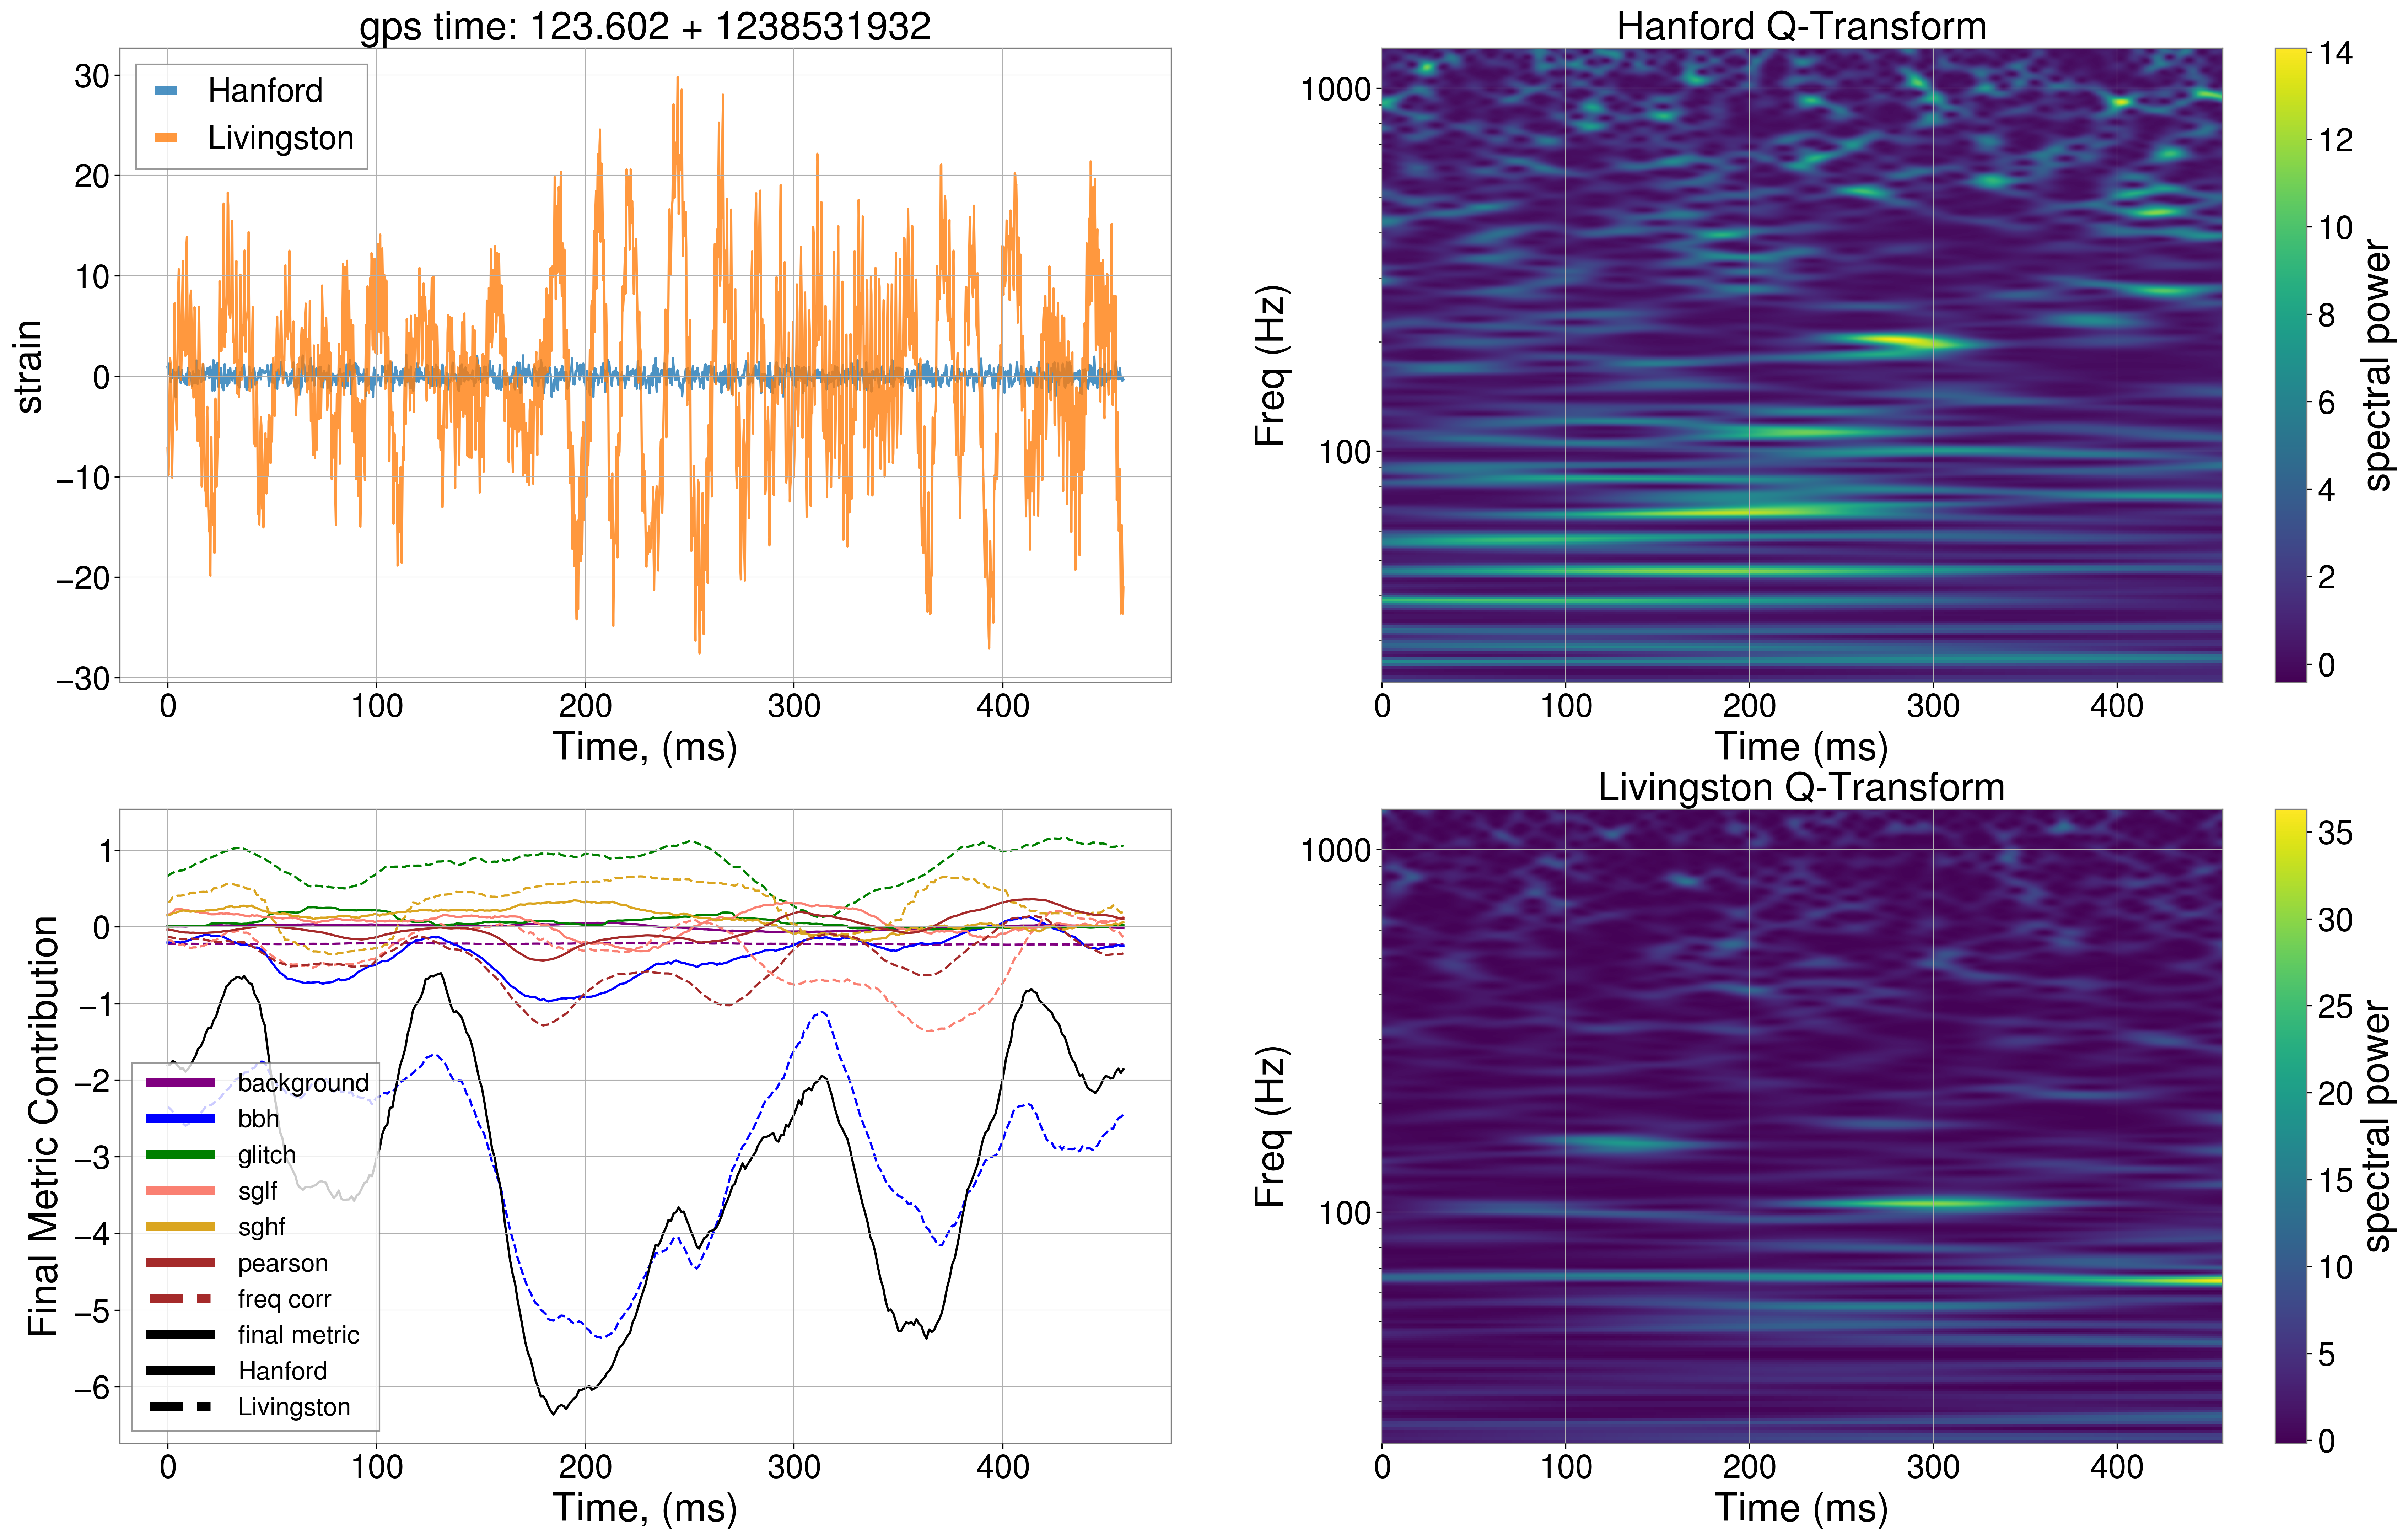 gps time: 123.602 + 1238531932
30
20
10
0
−10
−20
−30
strain
Hanford
Livingston
0 100 200 300 400
Time, (ms)
Hanford Q-Transform
1000
100
Freq (Hz)
0 100 200 300 400
Time (ms)
14
12
10
8
6
4
2
0
spectral power
1
0
−1
−2
−3
−4
−5
−6
Final Metric Contribution
background
bbh
glitch
sglf
sghf
pearson
freq corr
final metric
Hanford
Livingston
0 100 200 300 400
Time, (ms)
Livingston Q-Transform
1000
100
Freq (Hz)
0 100 200 300 400
Time (ms)
35
30
25
20
15
10
5
0
spectral power